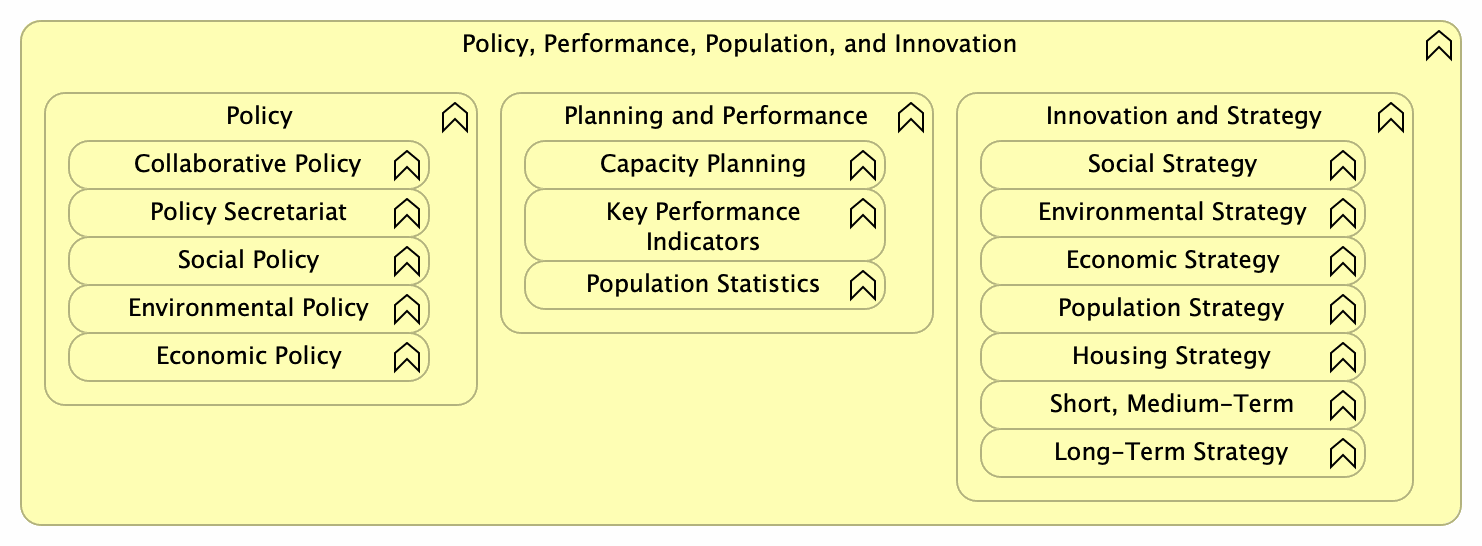 Policy, Performance, Population, and Innovation
Policy
Collaborative Policy
Policy Secretariat
Social Policy
Environmental Policy
Economic Policy
Planning and Performance
Capacity Planning
Key Performance
Indicators
Population Statistics
Innovation and Strategy
Social Strategy
Environmental Strategy
Economic Strategy
Population Strategy
Housing Strategy
Short, Medium-Term
Long-Term Strategy